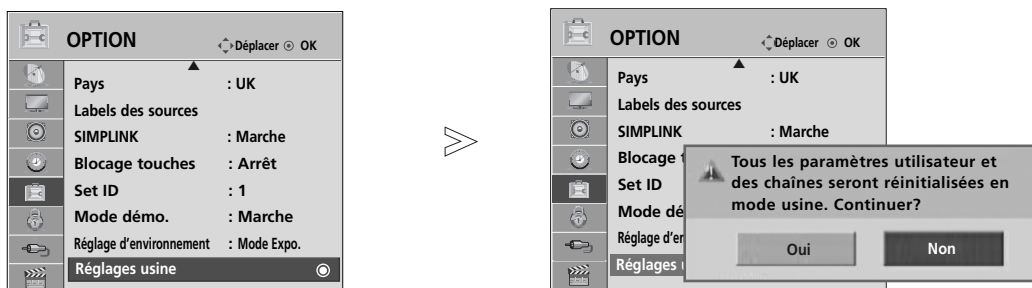 OPTION
Déplacer OK
Pays : UK
Labels des sources
SIMPLINK : Marche
Blocage touches : Arrêt
Set ID : 1
Mode démo. : Marche
Réglage d'environnement : Mode Expo.
Réglages usine
OPTION
Déplacer OK
Pays : UK
Labels des sources
SIMPLINK : Marche
Blocage t
Set ID
Mode dé
Réglage d'er
Réglages
Tous les paramètres utilisateur et
des chaînes seront réinitialisées en
mode usine. Continuer?
Oui Non